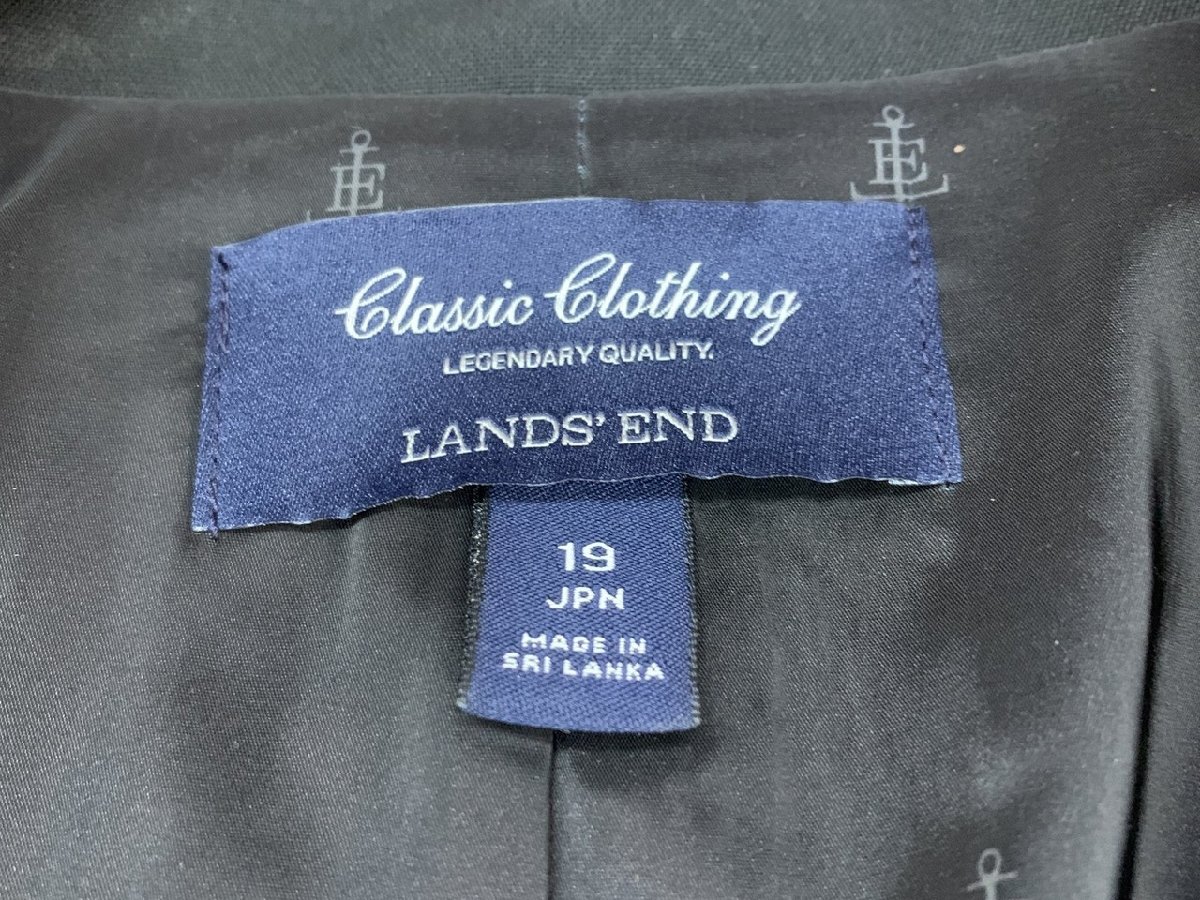 LE
LE
Classic Clothing
LEGENDARY QUALITY.
LANDS' END
19
JPN
MADE IN
SRI LANKA